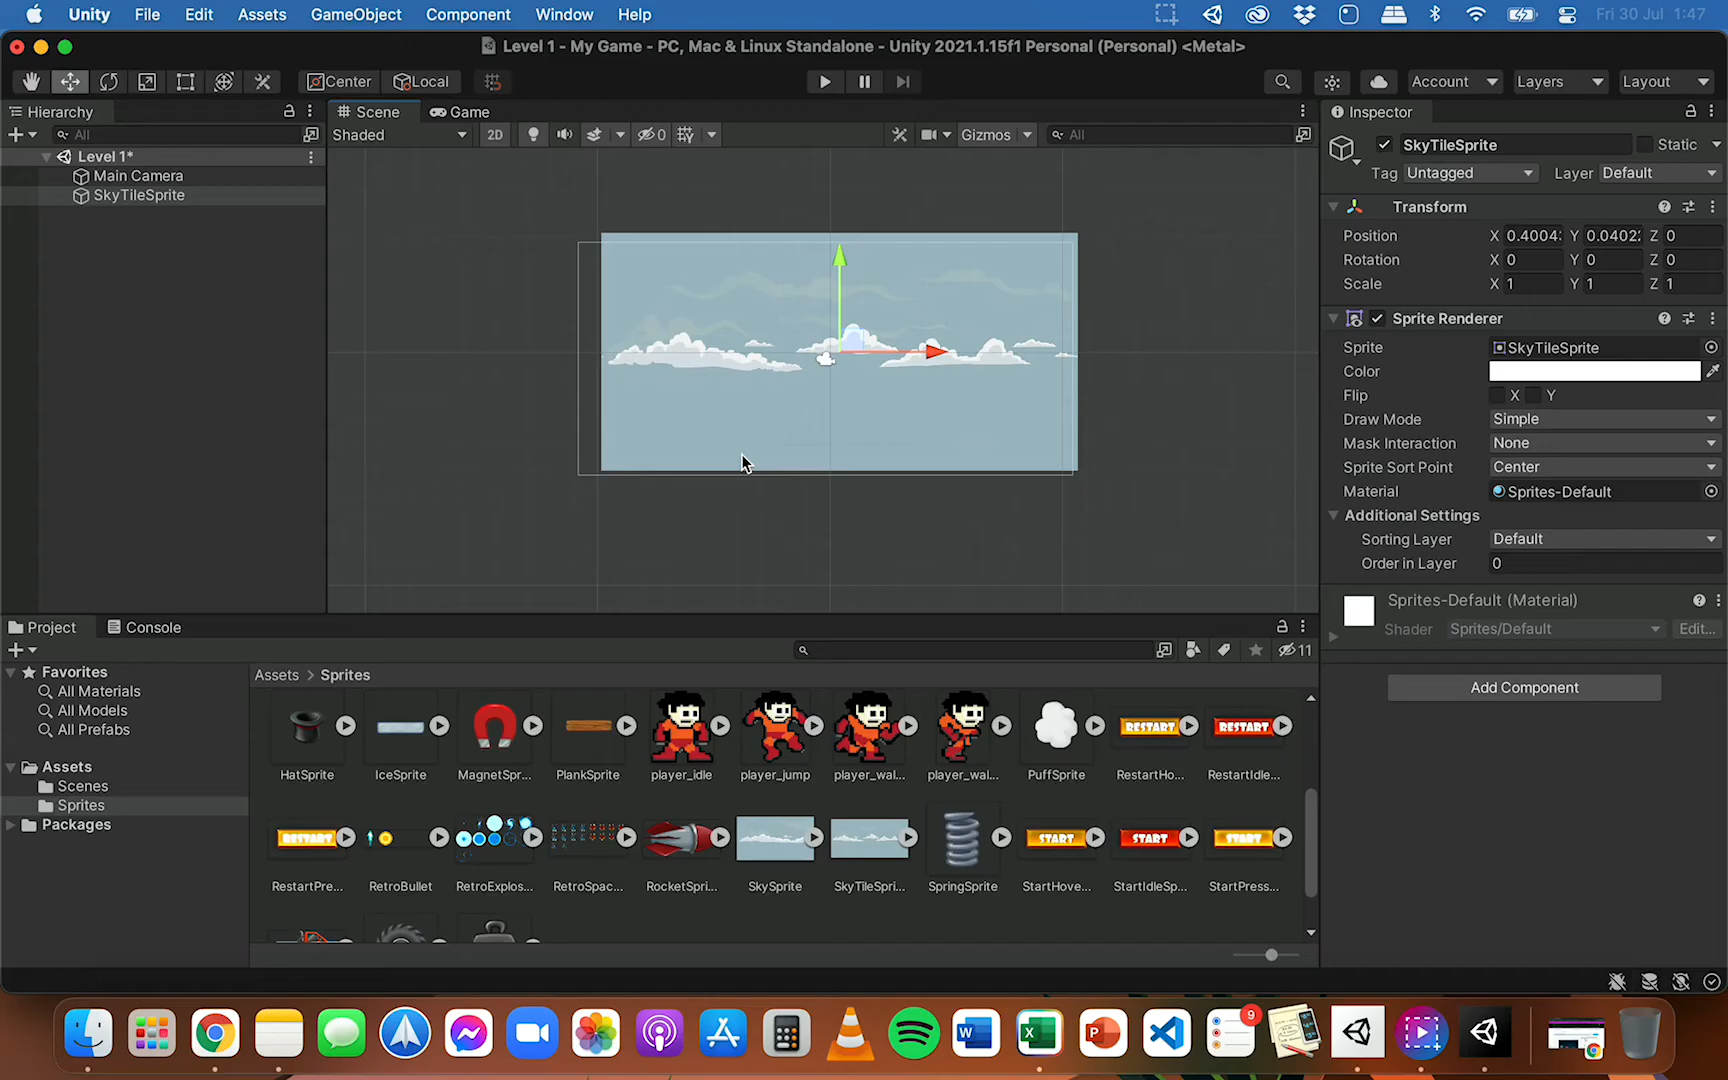 Unity File Edit Assets GameObject Component Window Help Fri 30 Jul 1:47
Level 1 - My Game - PC, Mac & Linux Standalone - Unity 2021.1.15f1 Personal (Personal) <Metal>
Center Local Account Layers Layout
Hierarchy Scene Game Inspector
All Shaded 2D 0 Gizmos All
SkyTileSprite Static
Level 1*
Main Camera
SkyTileSprite
Tag Untagged Layer Default
Transform
Position X 0.4004: Y 0.0402: Z 0
Rotation X 0 Y 0 Z 0
Scale X 1 Y 1 Z 1
Sprite Renderer
Sprite SkyTileSprite
Color
Flip X Y
Draw Mode Simple
Mask Interaction None
Sprite Sort Point Center
Material Sprites-Default
Additional Settings
Sorting Layer Default
Order in Layer 0
Sprites-Default (Material)
Shader Sprites/Default Edit...
Add Component
Project Console
11
Favorites
All Materials
All Models
All Prefabs
Assets
Scenes
Sprites
Packages
Assets > Sprites
RESTART RESTART
HatSprite IceSprite MagnetSpr... PlankSprite player_idle player_jump player_wal... player_wal... PuffSprite RestartHo... RestartIdle...
RESTART START START START
RestartPre... RetroBullet RetroExplos... RetroSpac... RocketSpri... SkySprite SkyTileSpri... SpringSprite StartHove... StartIdleSp... StartPress...
W X P 9